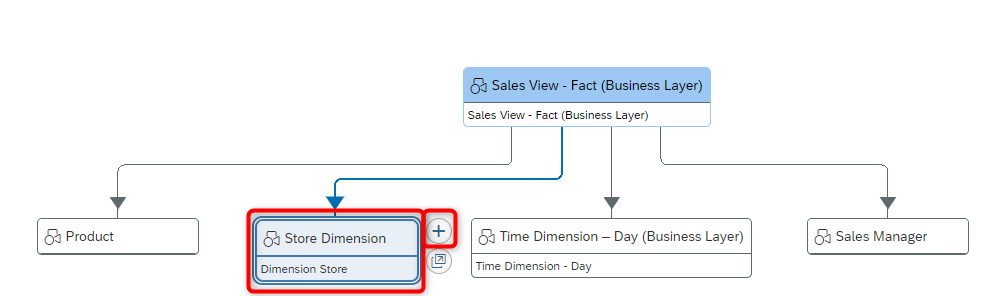 Sales View - Fact (Business Layer)
Sales View - Fact (Business Layer)
Product
Store Dimension
Dimension Store
Time Dimension – Day (Business Layer)
Time Dimension - Day
Sales Manager